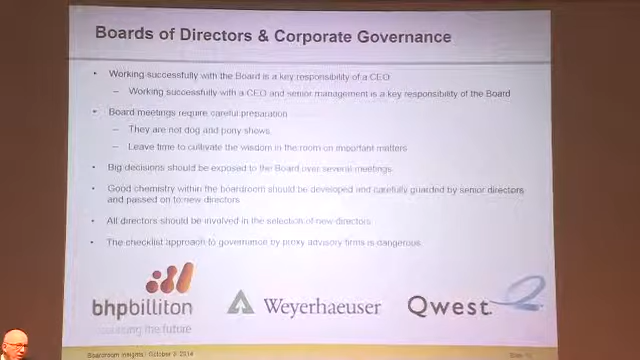 Boards of Directors & Corporate Governance
• Working successfully with the Board is a key responsibility of a CEO
– Working successfully with a CEO and senior management is a key responsibility of the Board
• Board meetings require careful preparation
– They are not dog and pony shows
– Leave time to cultivate the wisdom in the room on important matters
• Big decisions should be exposed to the Board over several meetings
• Good chemistry within the boardroom should be developed and carefully guarded by senior directors
and passed on to new directors
• All directors should be involved in the selection of new directors
• The checklist approach to governance by proxy advisory firms is dangerous
bhpbilliton
resourcing the future
Weyerhaeuser
Qwest.
Boardroom Insights / October 9, 2014